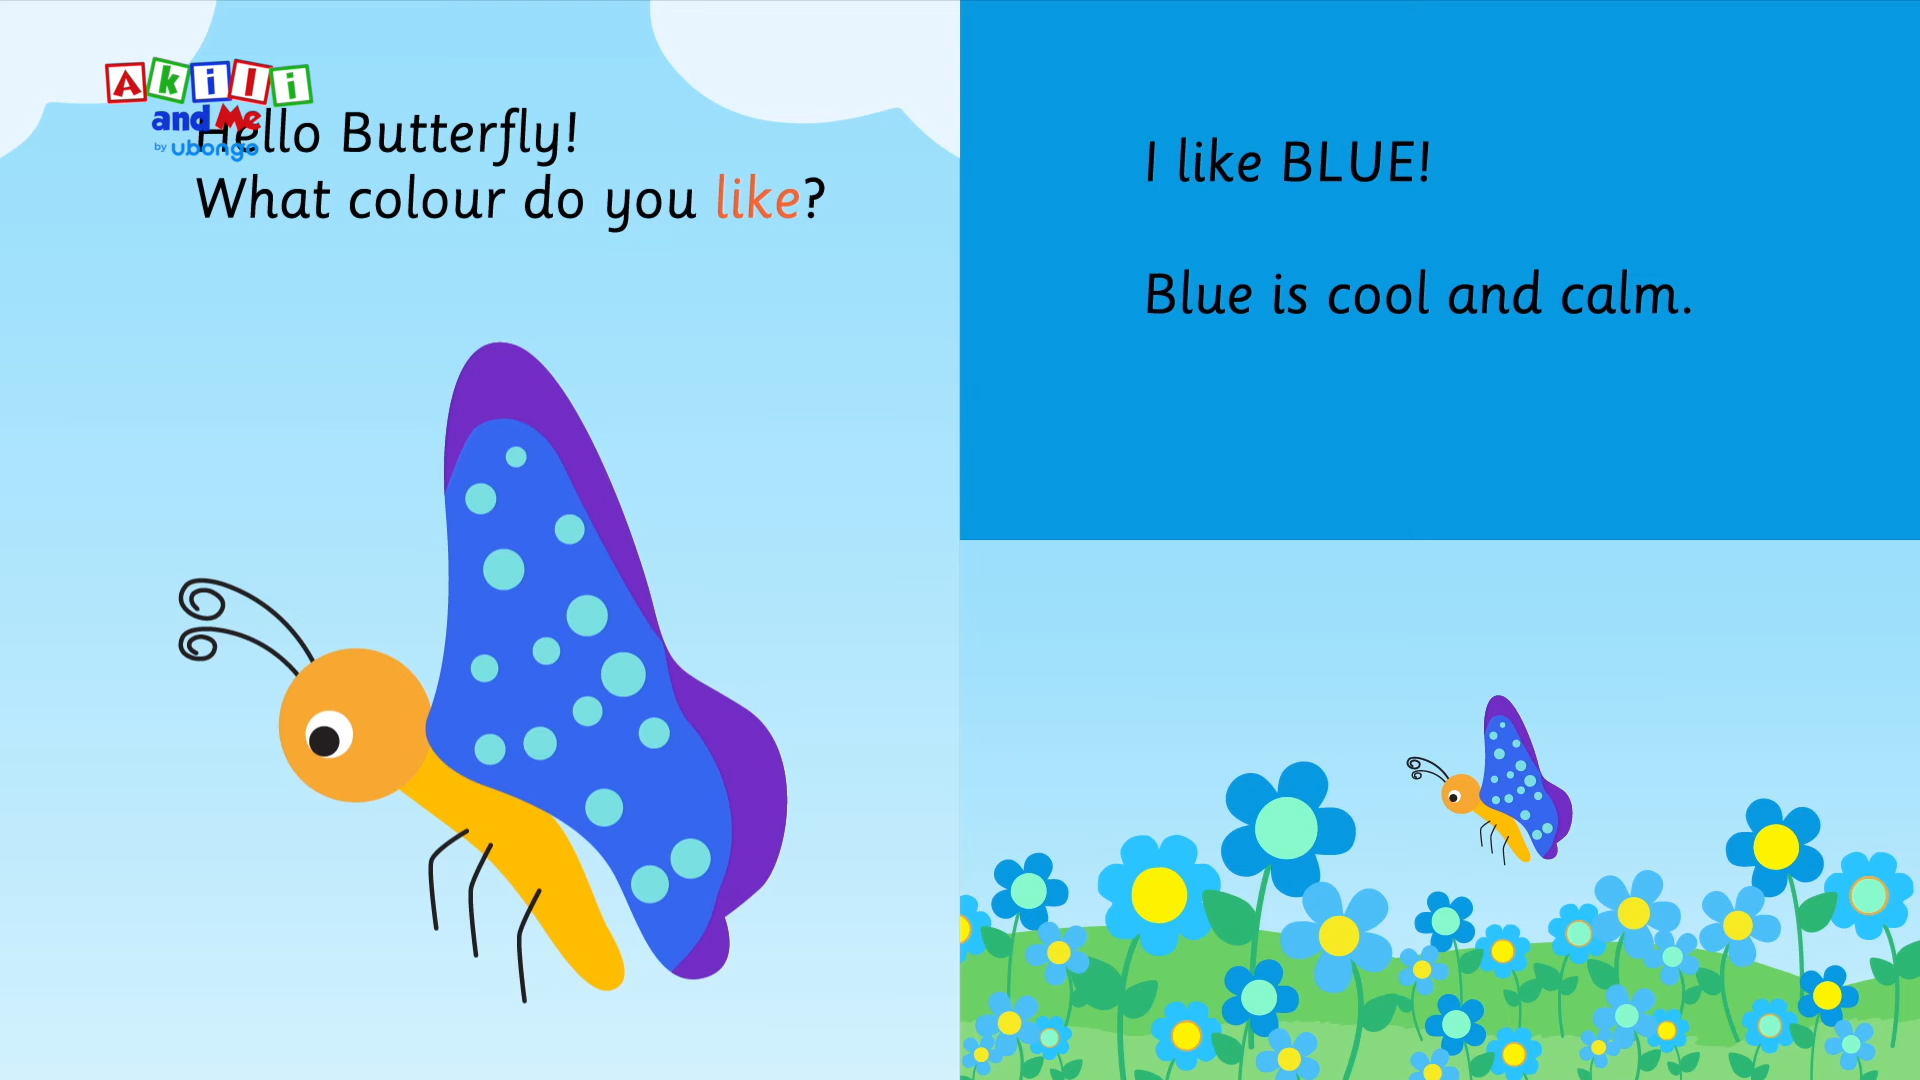 Akili
and Me
by ubongo
Hello Butterfly!
What colour do you like?
I like BLUE!
Blue is cool and calm.